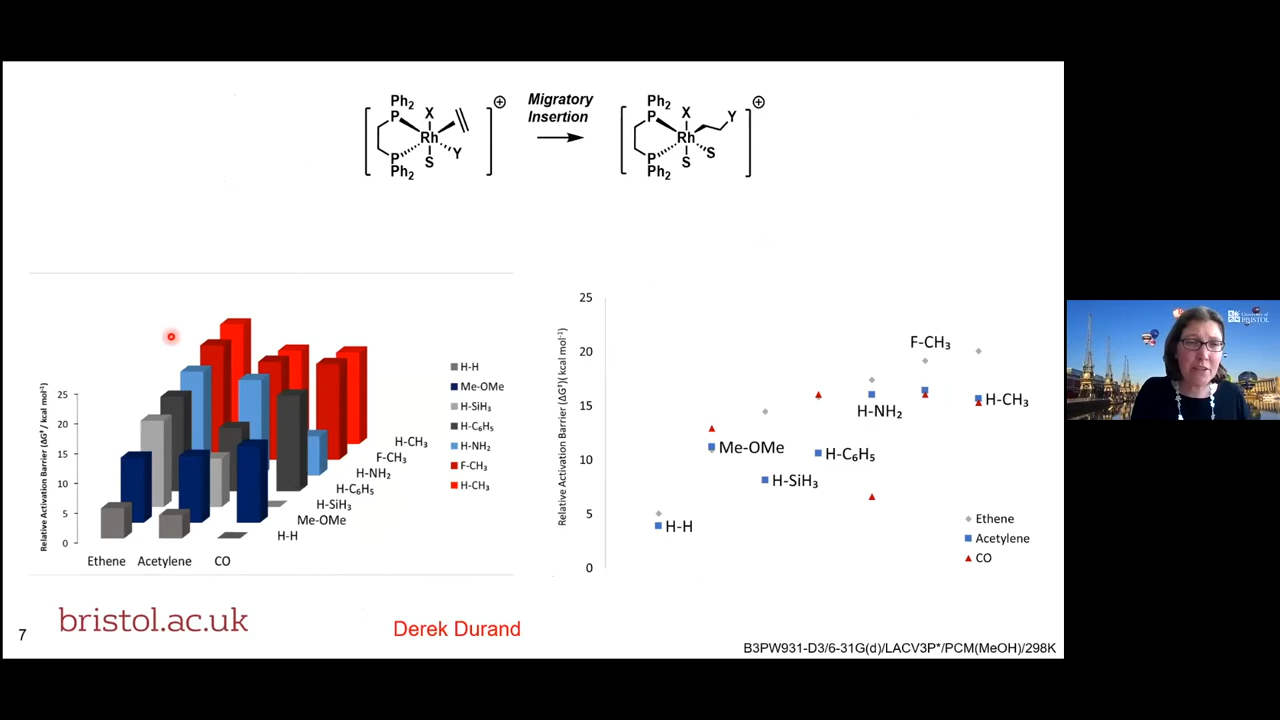 Ph₂
P
X
Rh
P
S
Y
Ph₂
⊕
Migratory
Insertion
Ph₂
P
X
Y
Rh
P
S
S
Ph₂
⊕
Relative Activation Barrier (ΔG‡/ kcal mol⁻¹)
25
20
15
10
5
0
Ethene
Acetylene
CO
H-CH₃
F-CH₃
H-NH₂
H-C₆H₅
H-SiH₃
Me-OMe
H-H
H-H
Me-OMe
H-SiH₃
H-C₆H₅
H-NH₂
F-CH₃
H-CH₃
Relative Activation Barrier (ΔG‡)( kcal mol⁻¹)
25
20
15
10
5
0
F-CH₃
H-NH₂
H-CH₃
Me-OMe
H-C₆H₅
H-SiH₃
H-H
Ethene
Acetylene
CO
7
bristol.ac.uk
Derek Durand
B3PW931-D3/6-31G(d)/LACV3P*/PCM(MeOH)/298K
University of
BRISTOL